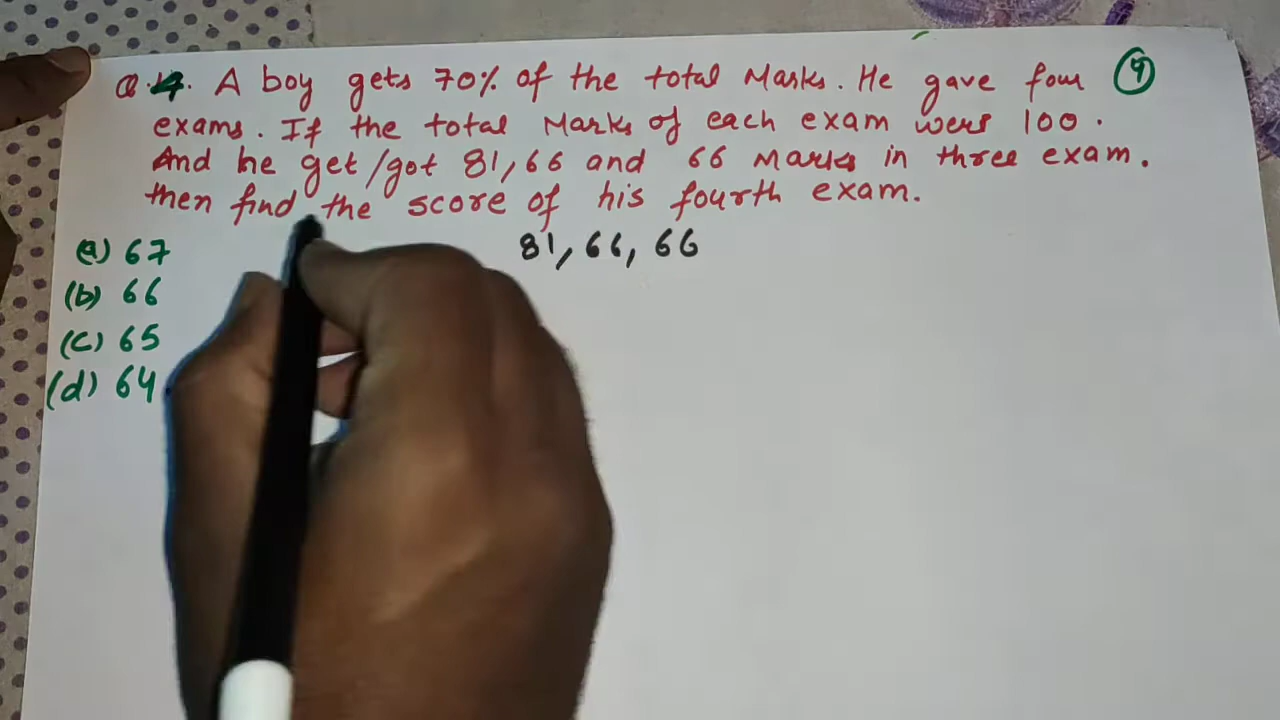 Q.4. A boy gets 70% of the total Marks. He gave four 9
exams. If the total Marks of each exam were 100.
And he get/got 81, 66 and 66 Marks in three exam.
then find the score of his fourth exam.
(a) 67
81, 66, 66
(b) 66
(c) 65
(d) 64